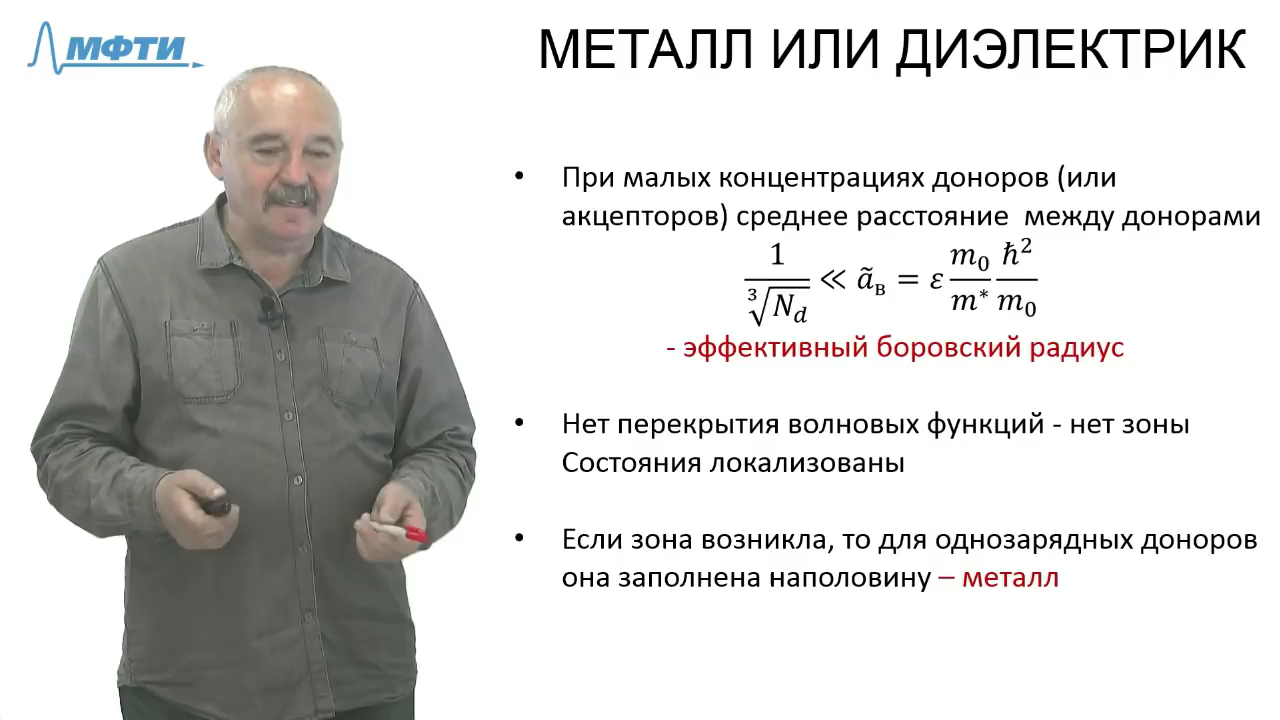 МФТИ
МЕТАЛЛ ИЛИ ДИЭЛЕКТРИК
• При малых концентрациях доноров (или
акцепторов) среднее расстояние между донорами
1/∛N_d ≪ ã_в = ε m₀/m* ħ²/m₀
- эффективный боровский радиус
• Нет перекрытия волновых функций - нет зоны
Состояния локализованы
• Если зона возникла, то для однозарядных доноров
она заполнена наполовину – металл